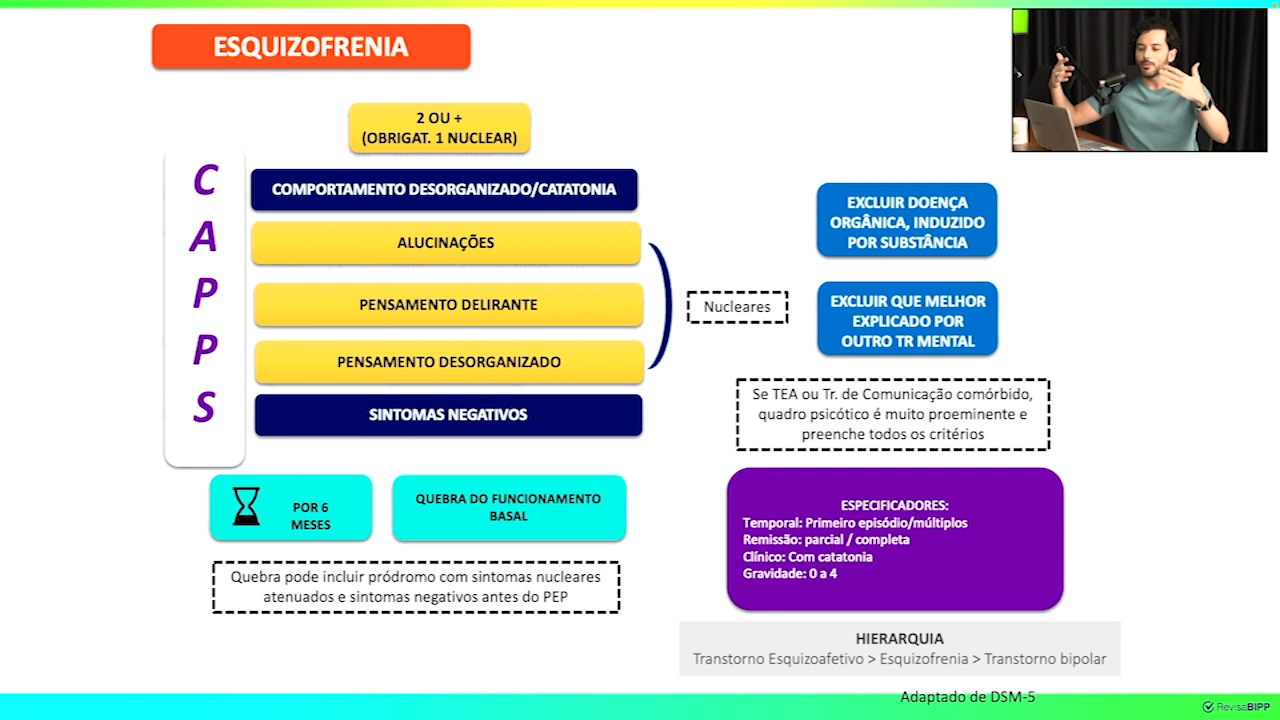 ESQUIZOFRENIA
2 OU +
(OBRIGAT. 1 NUCLEAR)
C
A
P
P
S
COMPORTAMENTO DESORGANIZADO/CATATONIA
ALUCINAÇÕES
PENSAMENTO DELIRANTE
PENSAMENTO DESORGANIZADO
SINTOMAS NEGATIVOS
Nucleares
POR 6
MESES
QUEBRA DO FUNCIONAMENTO
BASAL
Quebra pode incluir pródromo com sintomas nucleares
atenuados e sintomas negativos antes do PEP
EXCLUIR DOENÇA
ORGÂNICA, INDUZIDO
POR SUBSTÂNCIA
EXCLUIR QUE MELHOR
EXPLICADO POR
OUTRO TR MENTAL
Se TEA ou Tr. de Comunicação comórbido,
quadro psicótico é muito proeminente e
preenche todos os critérios
ESPECIFICADORES:
Temporal: Primeiro episódio/múltiplos
Remissão: parcial / completa
Clínico: Com catatonia
Gravidade: 0 a 4
HIERARQUIA
Transtorno Esquizoafetivo > Esquizofrenia > Transtorno bipolar
Adaptado de DSM-5
RevisaBIPP